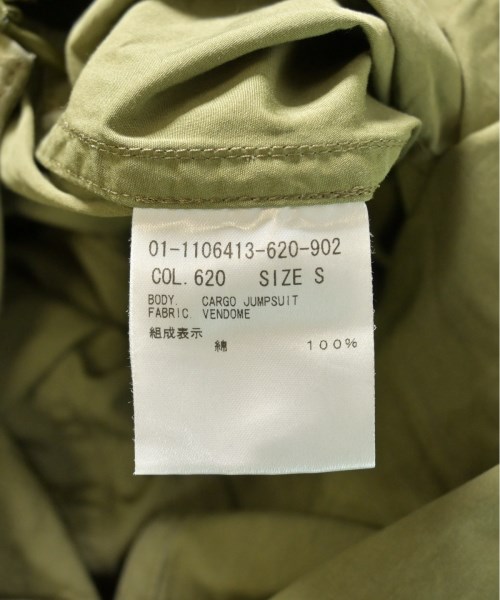 01-1106413-620-902
COL.620 SIZE S
BODY. CARGO JUMPSUIT
FABRIC. VENDOME
組成表示
綿 100%